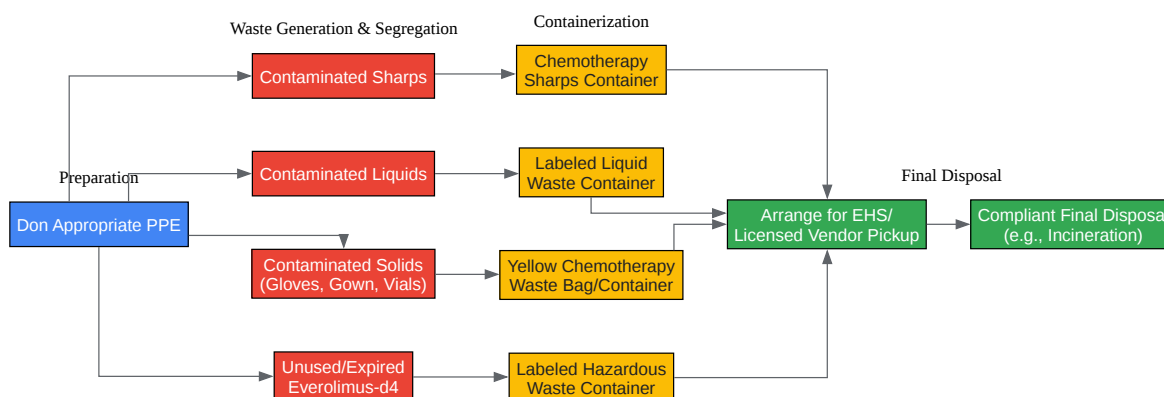 Waste Generation & Segregation
Containerization
Contaminated Sharps
Chemotherapy
Sharps Container
Preparation
Contaminated Liquids
Labeled Liquid
Waste Container
Final Disposal
Don Appropriate PPE
Arrange for EHS/
Licensed Vendor Pickup
Compliant Final Disposal
(e.g., Incineration)
Contaminated Solids
(Gloves, Gown, Vials)
Yellow Chemotherapy
Waste Bag/Container
Unused/Expired
Everolimus-d4
Labeled Hazardous
Waste Container